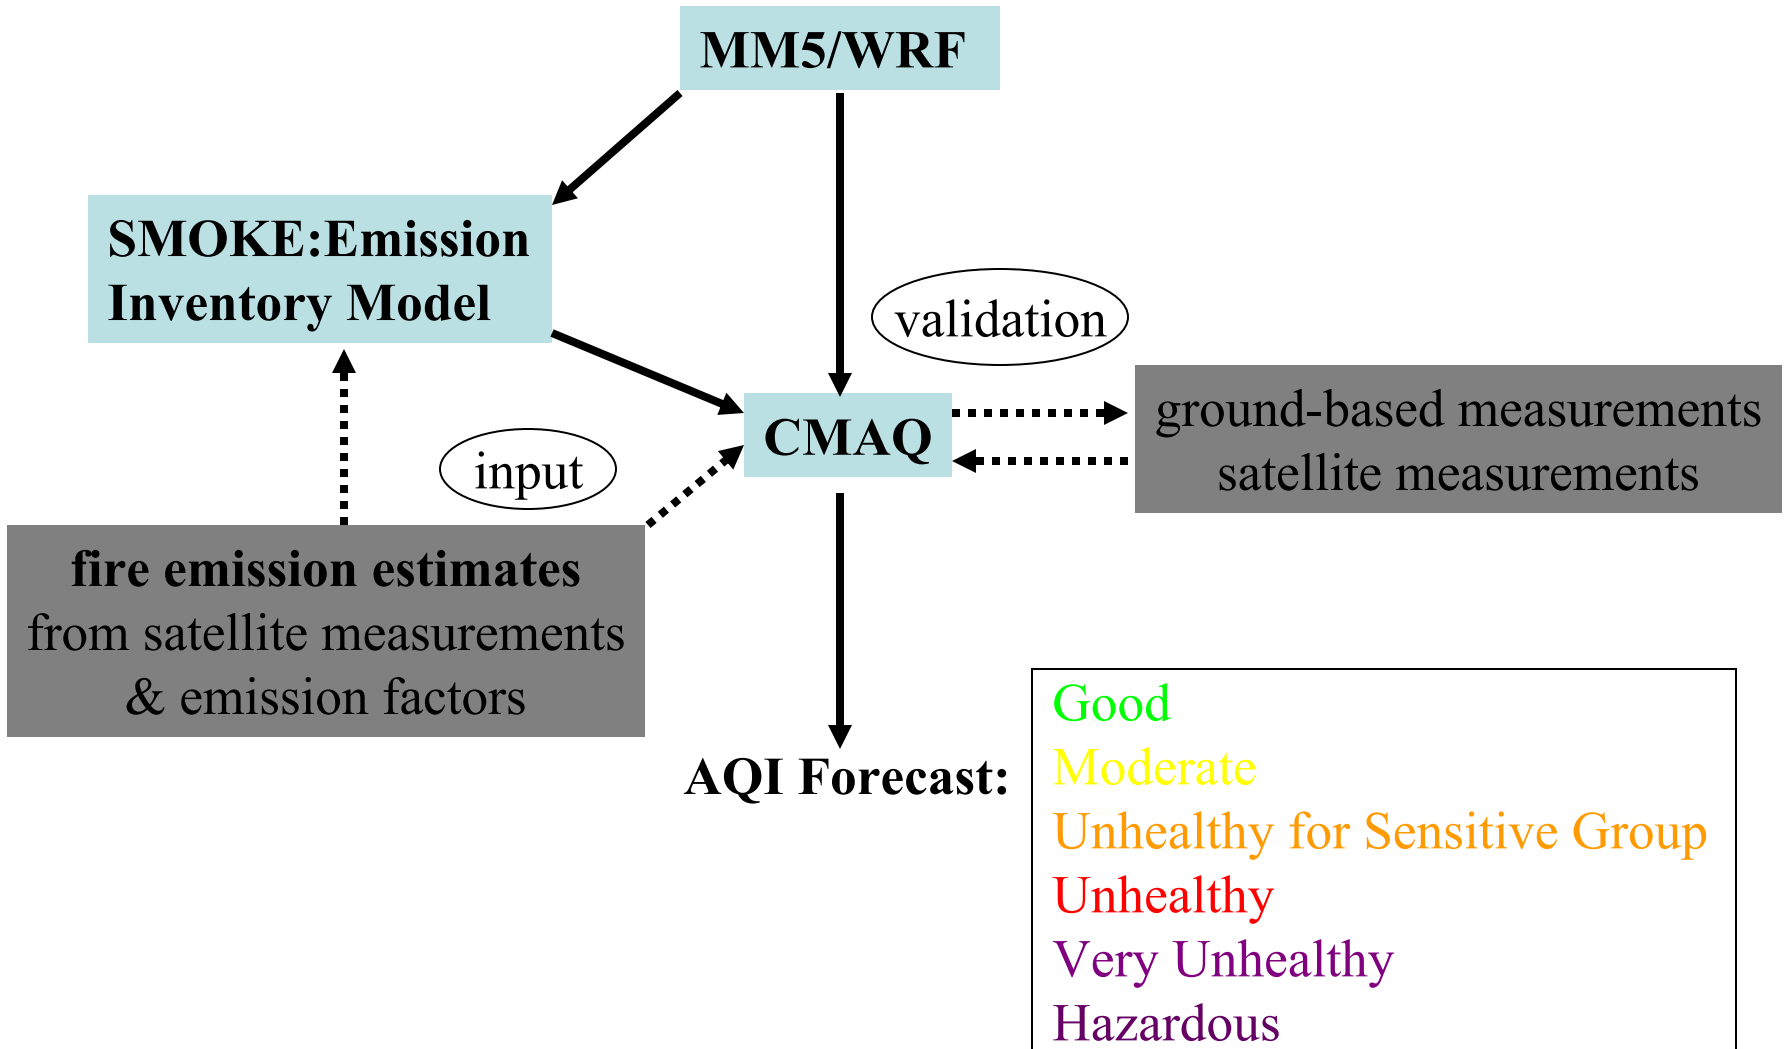 MM5/WRF
SMOKE:Emission
Inventory Model
validation
ground-based measurements
satellite measurements
CMAQ
input
fire emission estimates
from satellite measurements
& emission factors
AQI Forecast:
Good
Moderate
Unhealthy for Sensitive Group
Unhealthy
Very Unhealthy
Hazardous